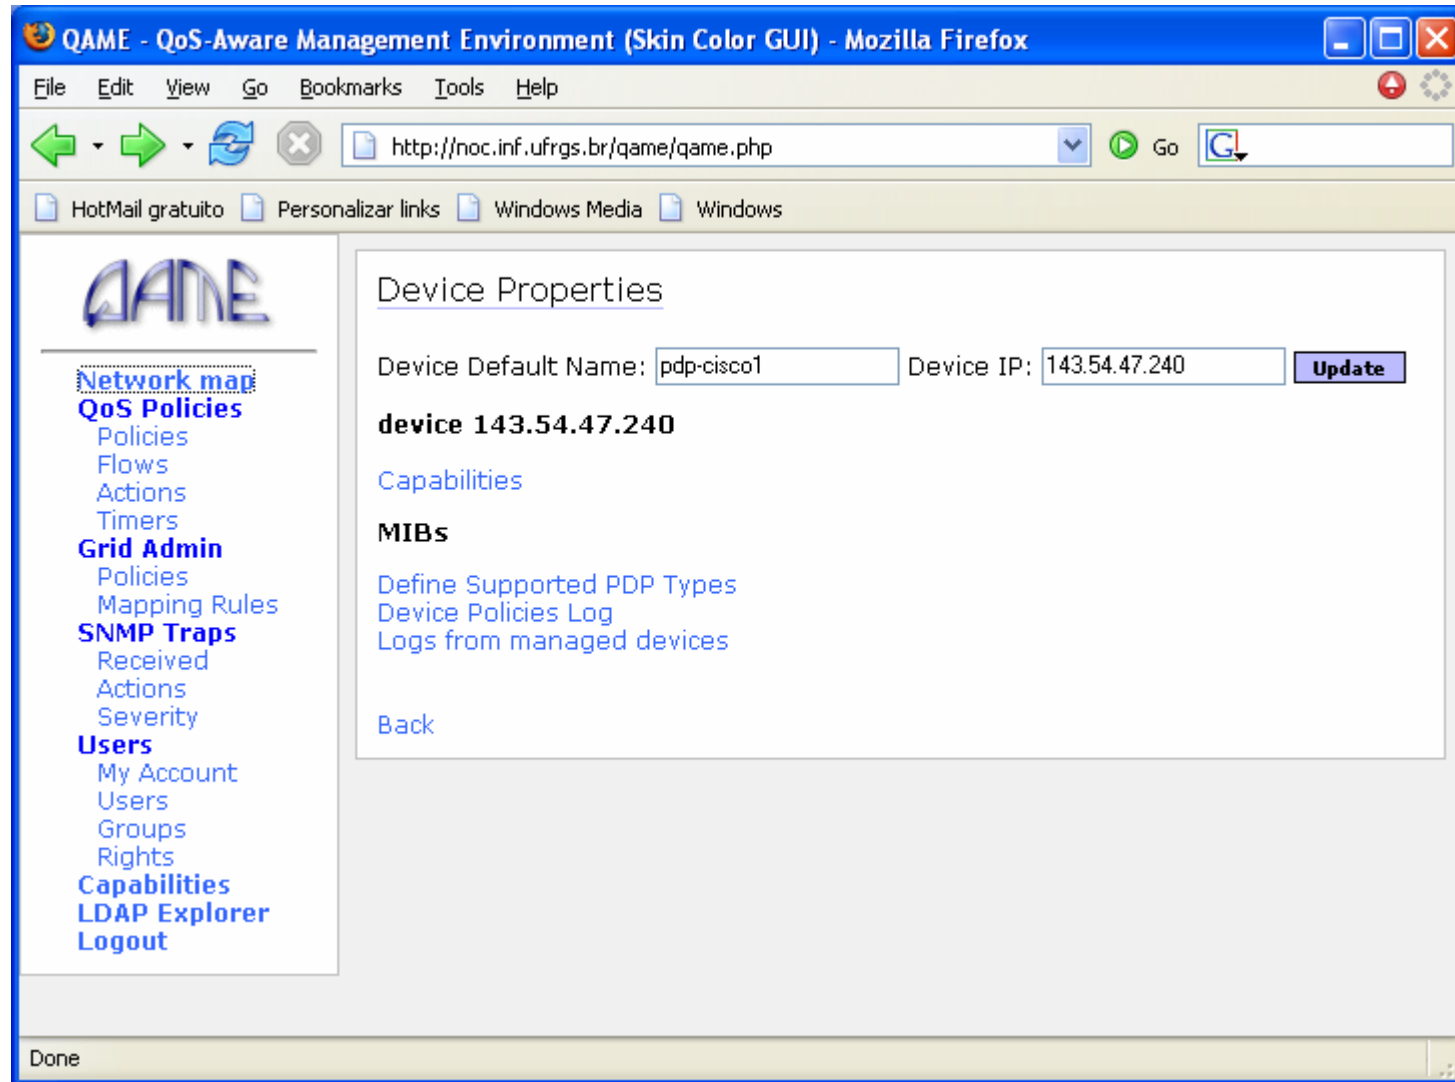 QAME - QoS-Aware Management Environment (Skin Color GUI) - Mozilla Firefox
File Edit View Go Bookmarks Tools Help
http://noc.inf.ufrgs.br/qame/qame.php Go G
HotMail gratuito Personalizar links Windows Media Windows
QAME
Network map
QoS Policies
Policies
Flows
Actions
Timers
Grid Admin
Policies
Mapping Rules
SNMP Traps
Received
Actions
Severity
Users
My Account
Users
Groups
Rights
Capabilities
LDAP Explorer
Logout
Device Properties
Device Default Name: pdp-cisco1 Device IP: 143.54.47.240 Update
device 143.54.47.240
Capabilities
MIBs
Define Supported PDP Types
Device Policies Log
Logs from managed devices
Back
Done